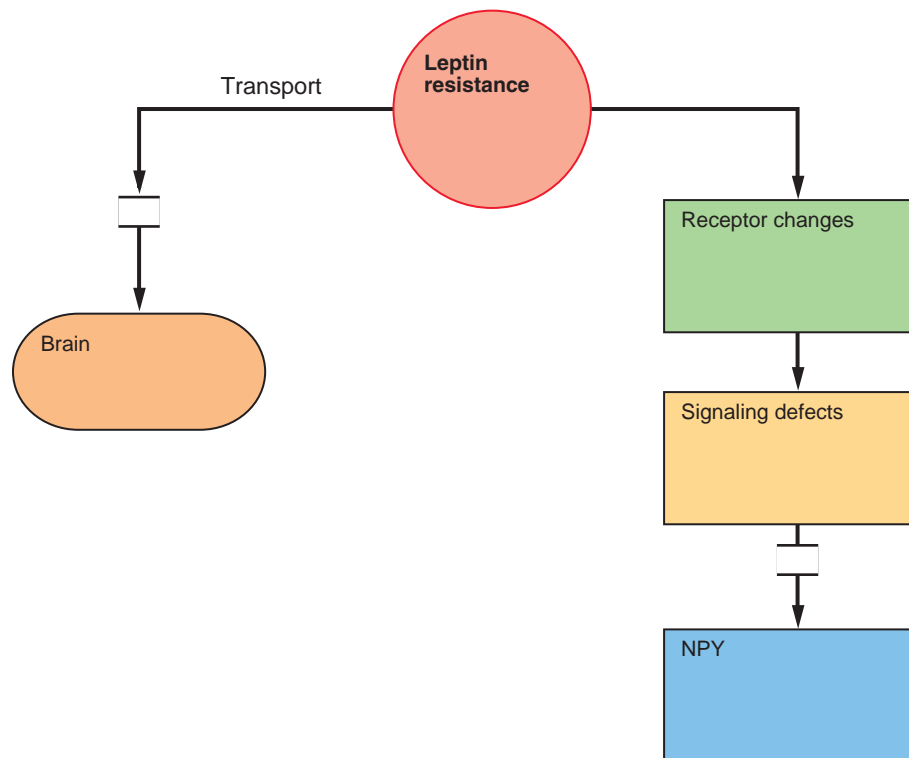 Leptin
resistance
Transport
Receptor changes
Brain
Signaling defects
NPY